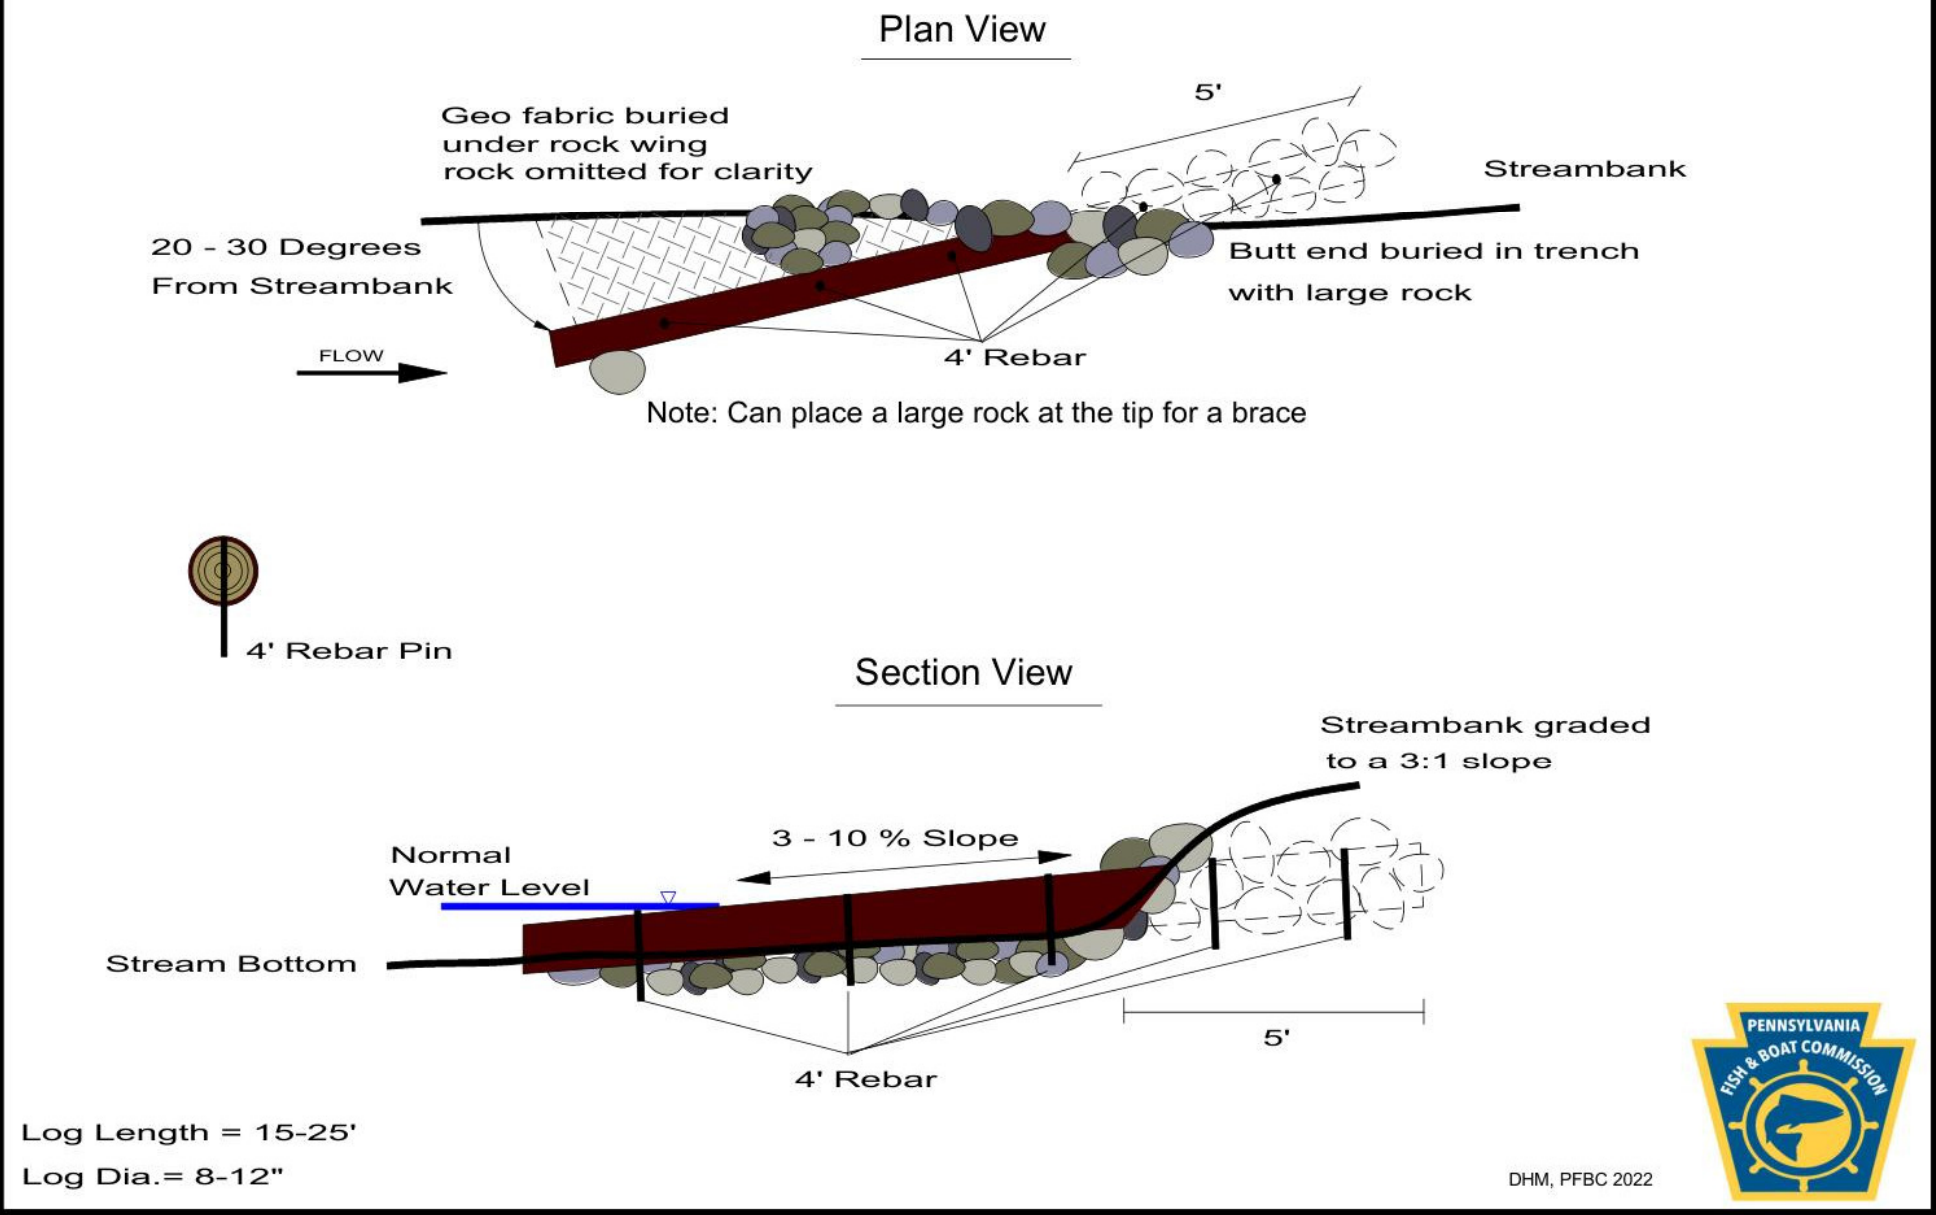 Plan View
5'
Geo fabric buried
under rock wing
rock omitted for clarity
Streambank
20 - 30 Degrees
From Streambank
Butt end buried in trench
with large rock
FLOW
4' Rebar
Note: Can place a large rock at the tip for a brace
4' Rebar Pin
Section View
Streambank graded
to a 3:1 slope
3 - 10 % Slope
Normal
Water Level
Stream Bottom
5'
4' Rebar
PENNSYLVANIA
FISH & BOAT COMMISSION
Log Length = 15-25'
Log Dia.= 8-12"
DHM, PFBC 2022